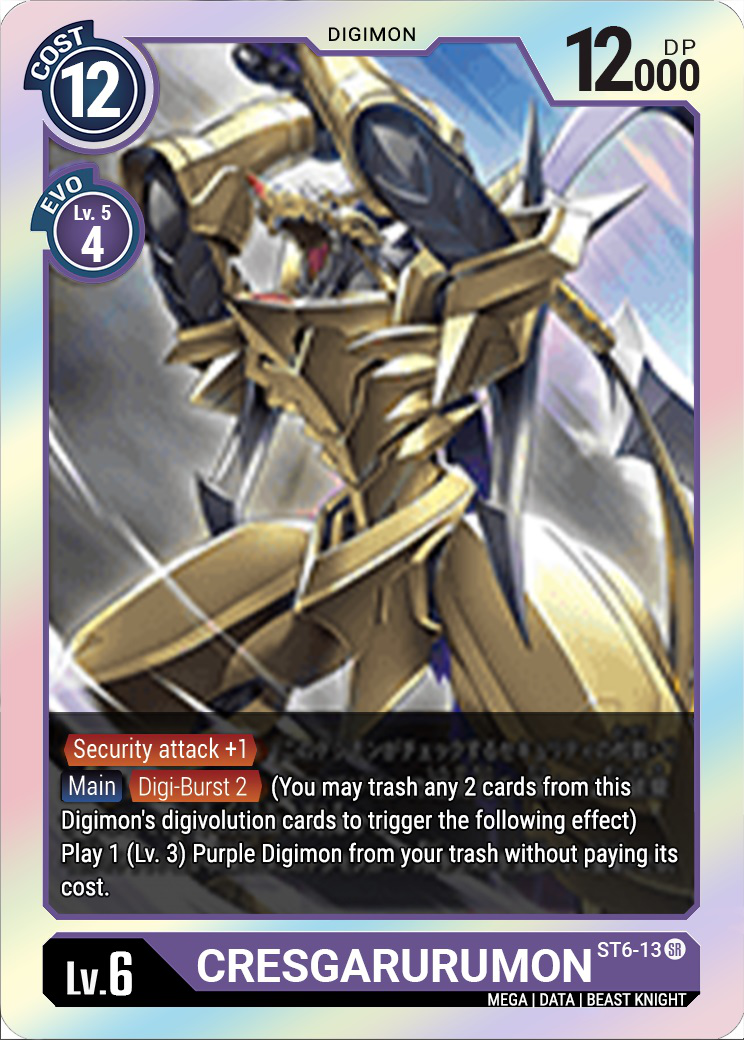 DIGIMON
COST
12
12000
DP
EVO
Lv. 5
4
Security attack +1
Main Digi-Burst 2 (You may trash any 2 cards from this
Digimon's digivolution cards to trigger the following effect)
Play 1 (Lv. 3) Purple Digimon from your trash without paying its
cost.
Lv.6
CRESGARURUMON
ST6-13 SR
MEGA | DATA | BEAST KNIGHT